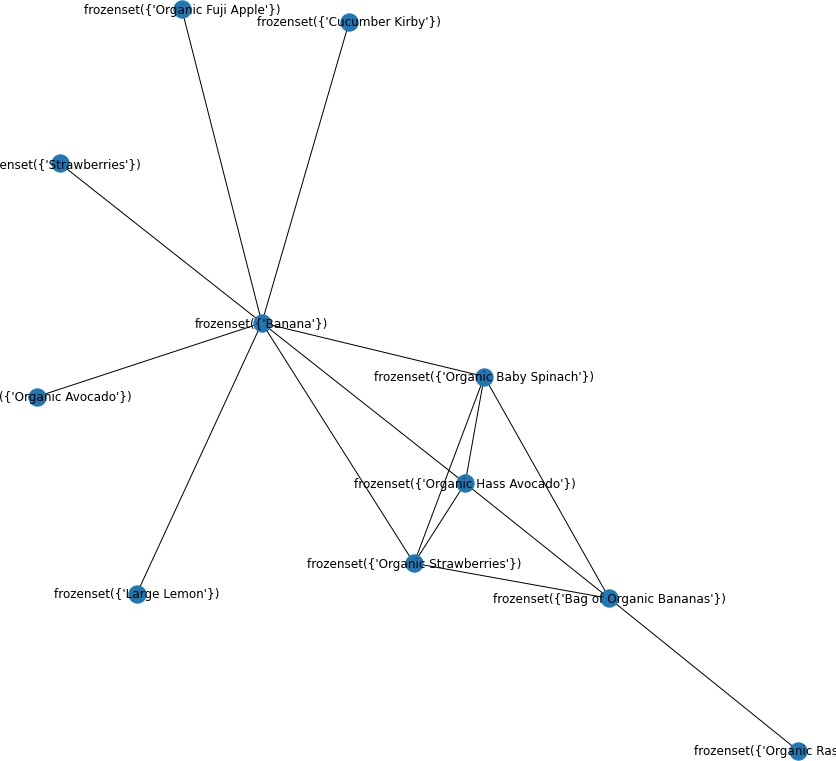 frozenset({'Organic Fuji Apple'})
frozenset({'Cucumber Kirby'})
enset({'Strawberries'})
frozenset({'Banana'})
frozenset({'Organic Baby Spinach'})
({'Organic Avocado'})
frozenset({'Organic Hass Avocado'})
frozenset({'Organic Strawberries'})
frozenset({'Large Lemon'})
frozenset({'Bag of Organic Bananas'})
frozenset({'Organic Ras